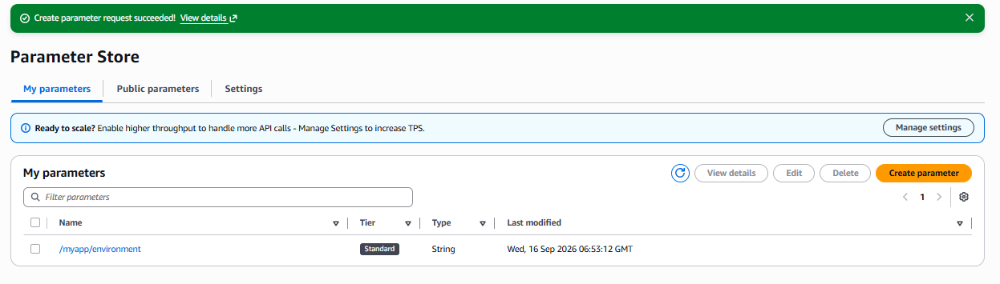 Create parameter request succeeded! View details
Parameter Store
My parameters Public parameters Settings
Ready to scale? Enable higher throughput to handle more API calls - Manage Settings to increase TPS. Manage settings
My parameters View details Edit Delete Create parameter
Filter parameters 1
Name Tier Type Last modified
/myapp/environment Standard String Wed, 16 Sep 2026 06:53:12 GMT